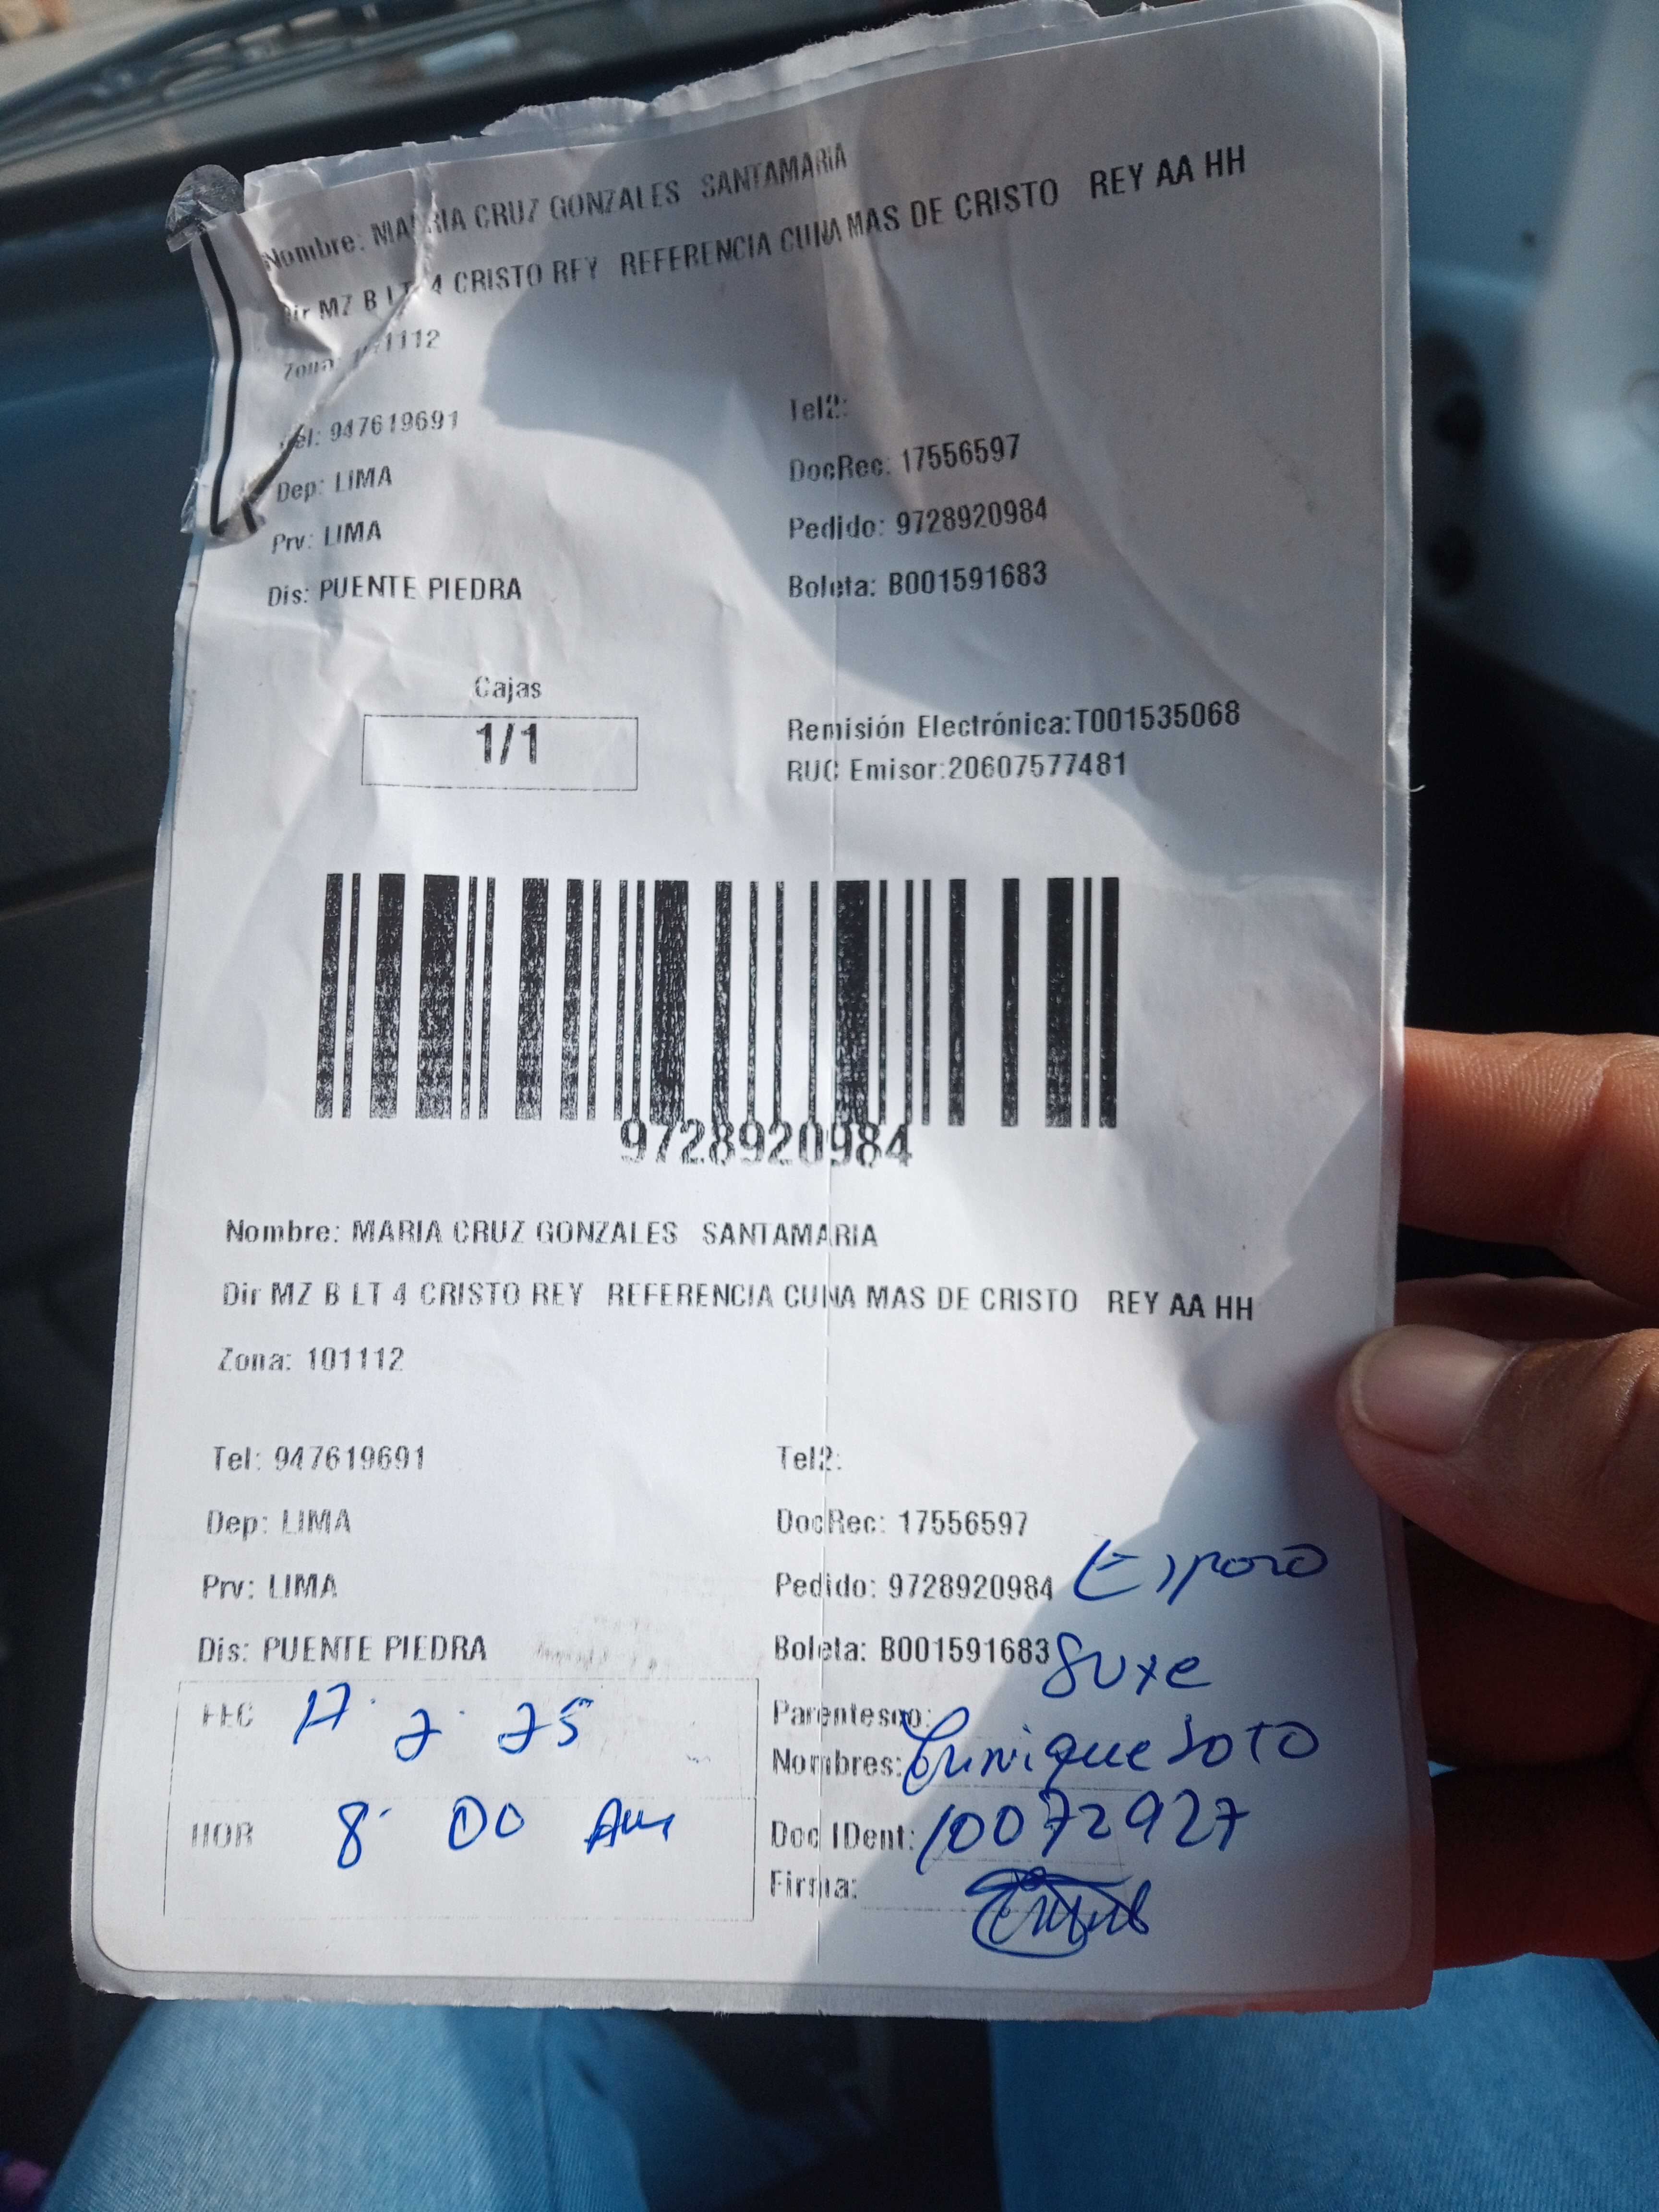 Nombre: MARIA CRUZ GONZALES SANTAMARIA
Dir MZ B LT 4 CRISTO REY REFERENCIA CUNA MAS DE CRISTO REY AA HH
Zona: 101112
Tel: 947619691 Tel2:
Dep: LIMA DocRec: 17556597
Prv: LIMA Pedido: 9728920984
Dis: PUENTE PIEDRA Boleta: B001591683
Cajas
1/1
Remisión Electrónica:T001535068
RUC Emisor:20607577481
9728920984
Nombre: MARIA CRUZ GONZALES SANTAMARIA
Dir MZ B LT 4 CRISTO REY REFERENCIA CUNA MAS DE CRISTO REY AA HH
Zona: 101112
Tel: 947619691 Tel2:
Dep: LIMA DocRec: 17556597
Prv: LIMA Pedido: 9728920984 Esposo
Dis: PUENTE PIEDRA Boleta: B001591683 Suxe
FEC 17. 7. 25 Parentesco:
Nombres: Enrique Soto
HOR 8 00 Am Doc IDent: 10072927
Firma: